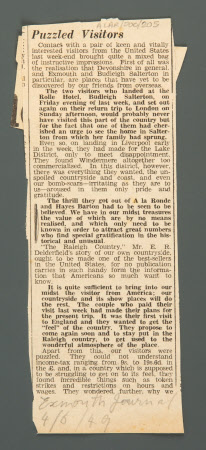 Puzzled Visitors
Contact with a pair of keen and vitally
interested visitors from the United States
last week-end brought quite a mixed bag
of instructive impressions. First of all was
the realisation that Devonshire in general,
and Exmouth and Budleigh Salterton in
particular, are places that have yet to be
discovered by our friends from overseas.
The two visitors who landed at the
Rolle Hotel, Budleigh Salterton, on
Friday evening of last week, and set out
again on their return trip to London on
Sunday afternoon, would probably never
have visited this part of the country but
for the fact that one of them had cher-
ished an urge to see the home in Salter-
ton from which her family had sprung.
Even so, on landing in Liverpool early
in the week, they had made for the Lake
District, only to meet disappointment.
They found Windermere altogether too
commercialised. In this district, however,
there was everything they wanted, the un-
spoiled countryside and coast, and even
our bomb-scars—irritating as they are to
us—aroused in them only pride and
gratitude.
The thrill they got out of A la Ronde
and Hayes Barton had to be seen to be
believed. We have in our midst treasures
the value of which are by no means
realised, and which only need to be
known in order to attract great numbers
who find special gratification in the his-
torical and unusual.
"The Raleigh Country," Mr. E. R.
Delderfield's story of our own countryside,
ought to be made one of the best-sellers
in the United States, for no publication
carries in such handy form the informa-
tion that Americans so much want to
know.
It is quite sufficient to bring into our
midst the visitor from America; our
countryside and its show places will do
the rest. The couple who paid their
visit last week had made their plans for
the present trip. It was their first visit
to England and they wanted to get the
"feel" of the country. They propose to
come again soon and to stay put in the
Raleigh country, to get used to the
wonderful atmosphere of the place.
Apart from this, our visitors were
puzzled. They could not understand
income-tax ranging from to in
the £, and, in a country which is supposed
to be struggling to get on to its feet, they
found incredible things such as token
strikes and restrictions on hours and
wages. They wondered further, why we
Exmouth Journal